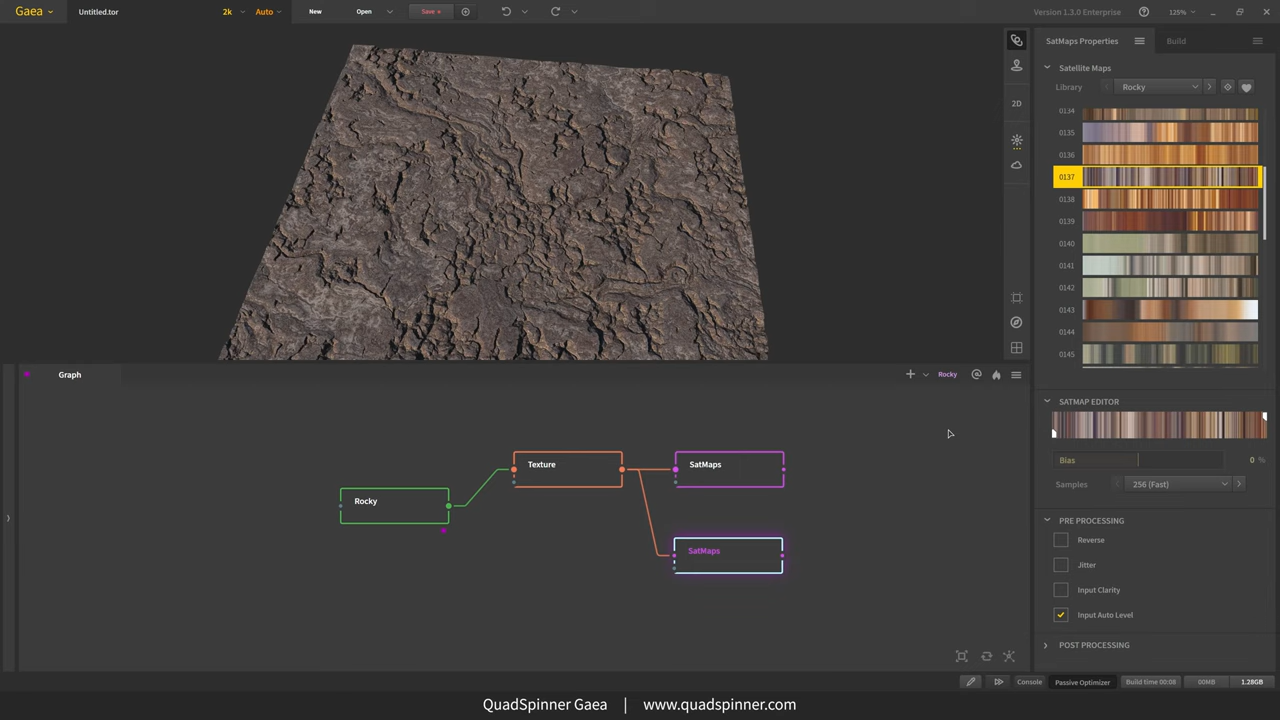 Gaea
Untitled.tor
2k
Auto
New
Open
Save
Version 1.3.0 Enterprise
125%
SatMaps Properties
Build
Satellite Maps
Library
Rocky
0134
0135
0136
0137
0138
0139
0140
0141
0142
0143
0144
0145
2D
Graph
Rocky
SATMAP EDITOR
Bias
0 %
Samples
256 (Fast)
PRE PROCESSING
Reverse
Jitter
Input Clarity
Input Auto Level
POST PROCESSING
Texture
SatMaps
Rocky
SatMaps
Console
Passive Optimizer
Build time 00:08
00MB
1.28GB
QuadSpinner Gaea | www.quadspinner.com